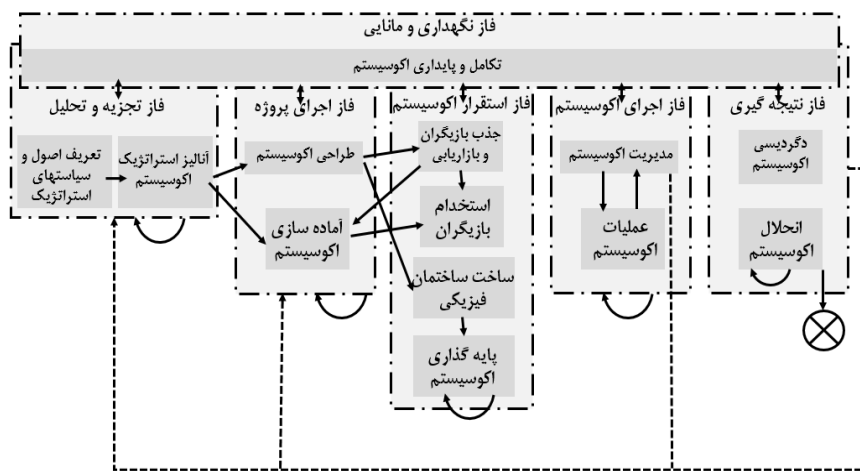 فاز نگهداری و مانایی
تکامل و پایداری اکوسیستم
فاز تجزیه و تحلیل
تعریف اصول و
سیاستهای
استراتژیک
آنالیز استراتژیک
اکوسیستم
فاز اجرای پروژه
طراحی اکوسیستم
آماده سازی
اکوسیستم
فاز استقرار اکوسیستم
جذب بازیگران
و بازاریابی
استخدام
بازیگران
ساخت ساختمان
فیزیکی
پایه گذاری
اکوسیستم
فاز اجرای اکوسیستم
مدیریت اکوسیستم
عملیات
اکوسیستم
فاز نتیجه گیری
دگردیسی
اکوسیستم
انحلال
اکوسیستم